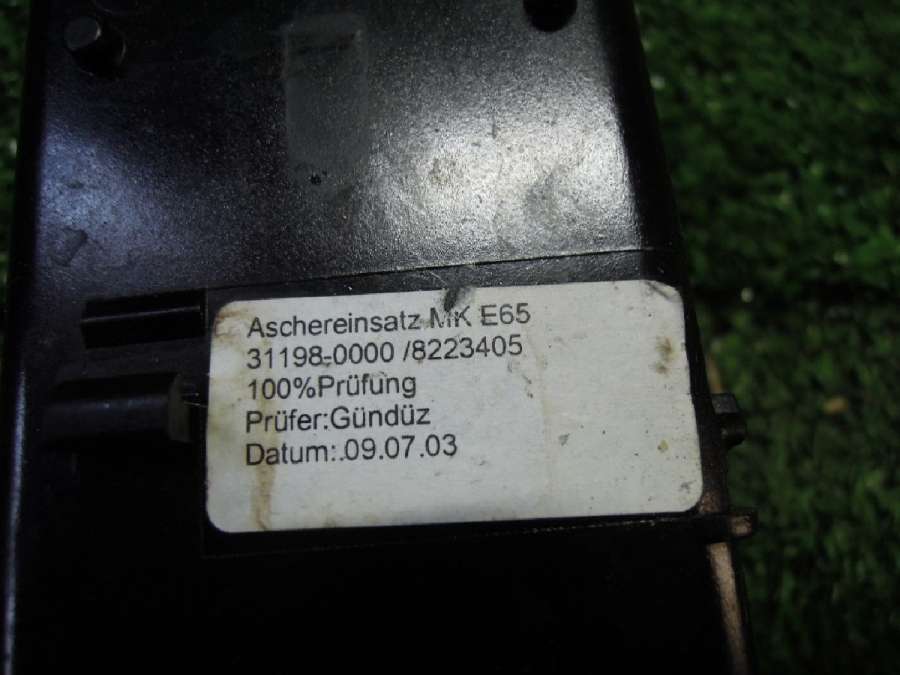 Aschereinsatz MK E65
31198-0000 /8223405
100%Prüfung
Prüfer:Gündüz
Datum:.09.07.03